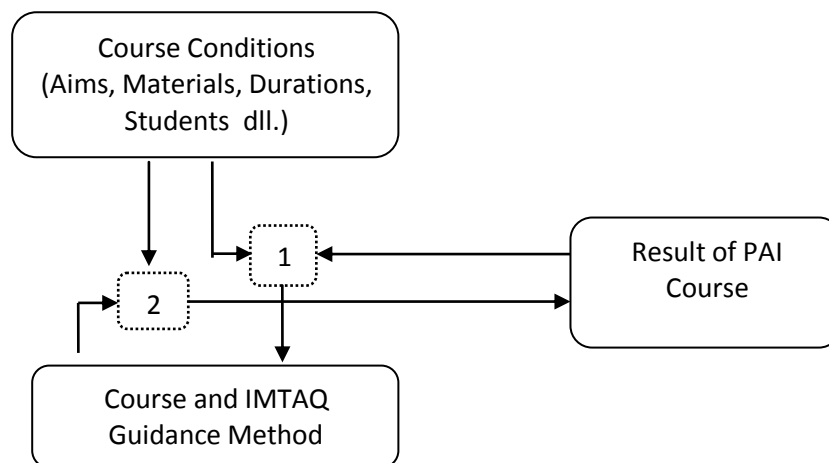 Course Conditions
(Aims, Materials, Durations,
Students dll.)
1
Result of PAI
Course
2
Course and IMTAQ
Guidance Method